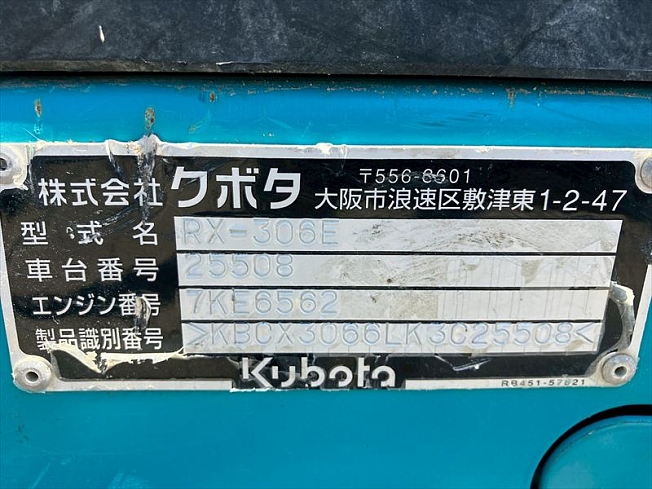 株式会社クボタ 〒556-8601
大阪市浪速区敷津東1-2-47
型式名 RX-306E
車台番号 25508
エンジン番号 7KE6562
製品識別番号 >KBCX3066LK3C25508<
Kubota RB451-57821